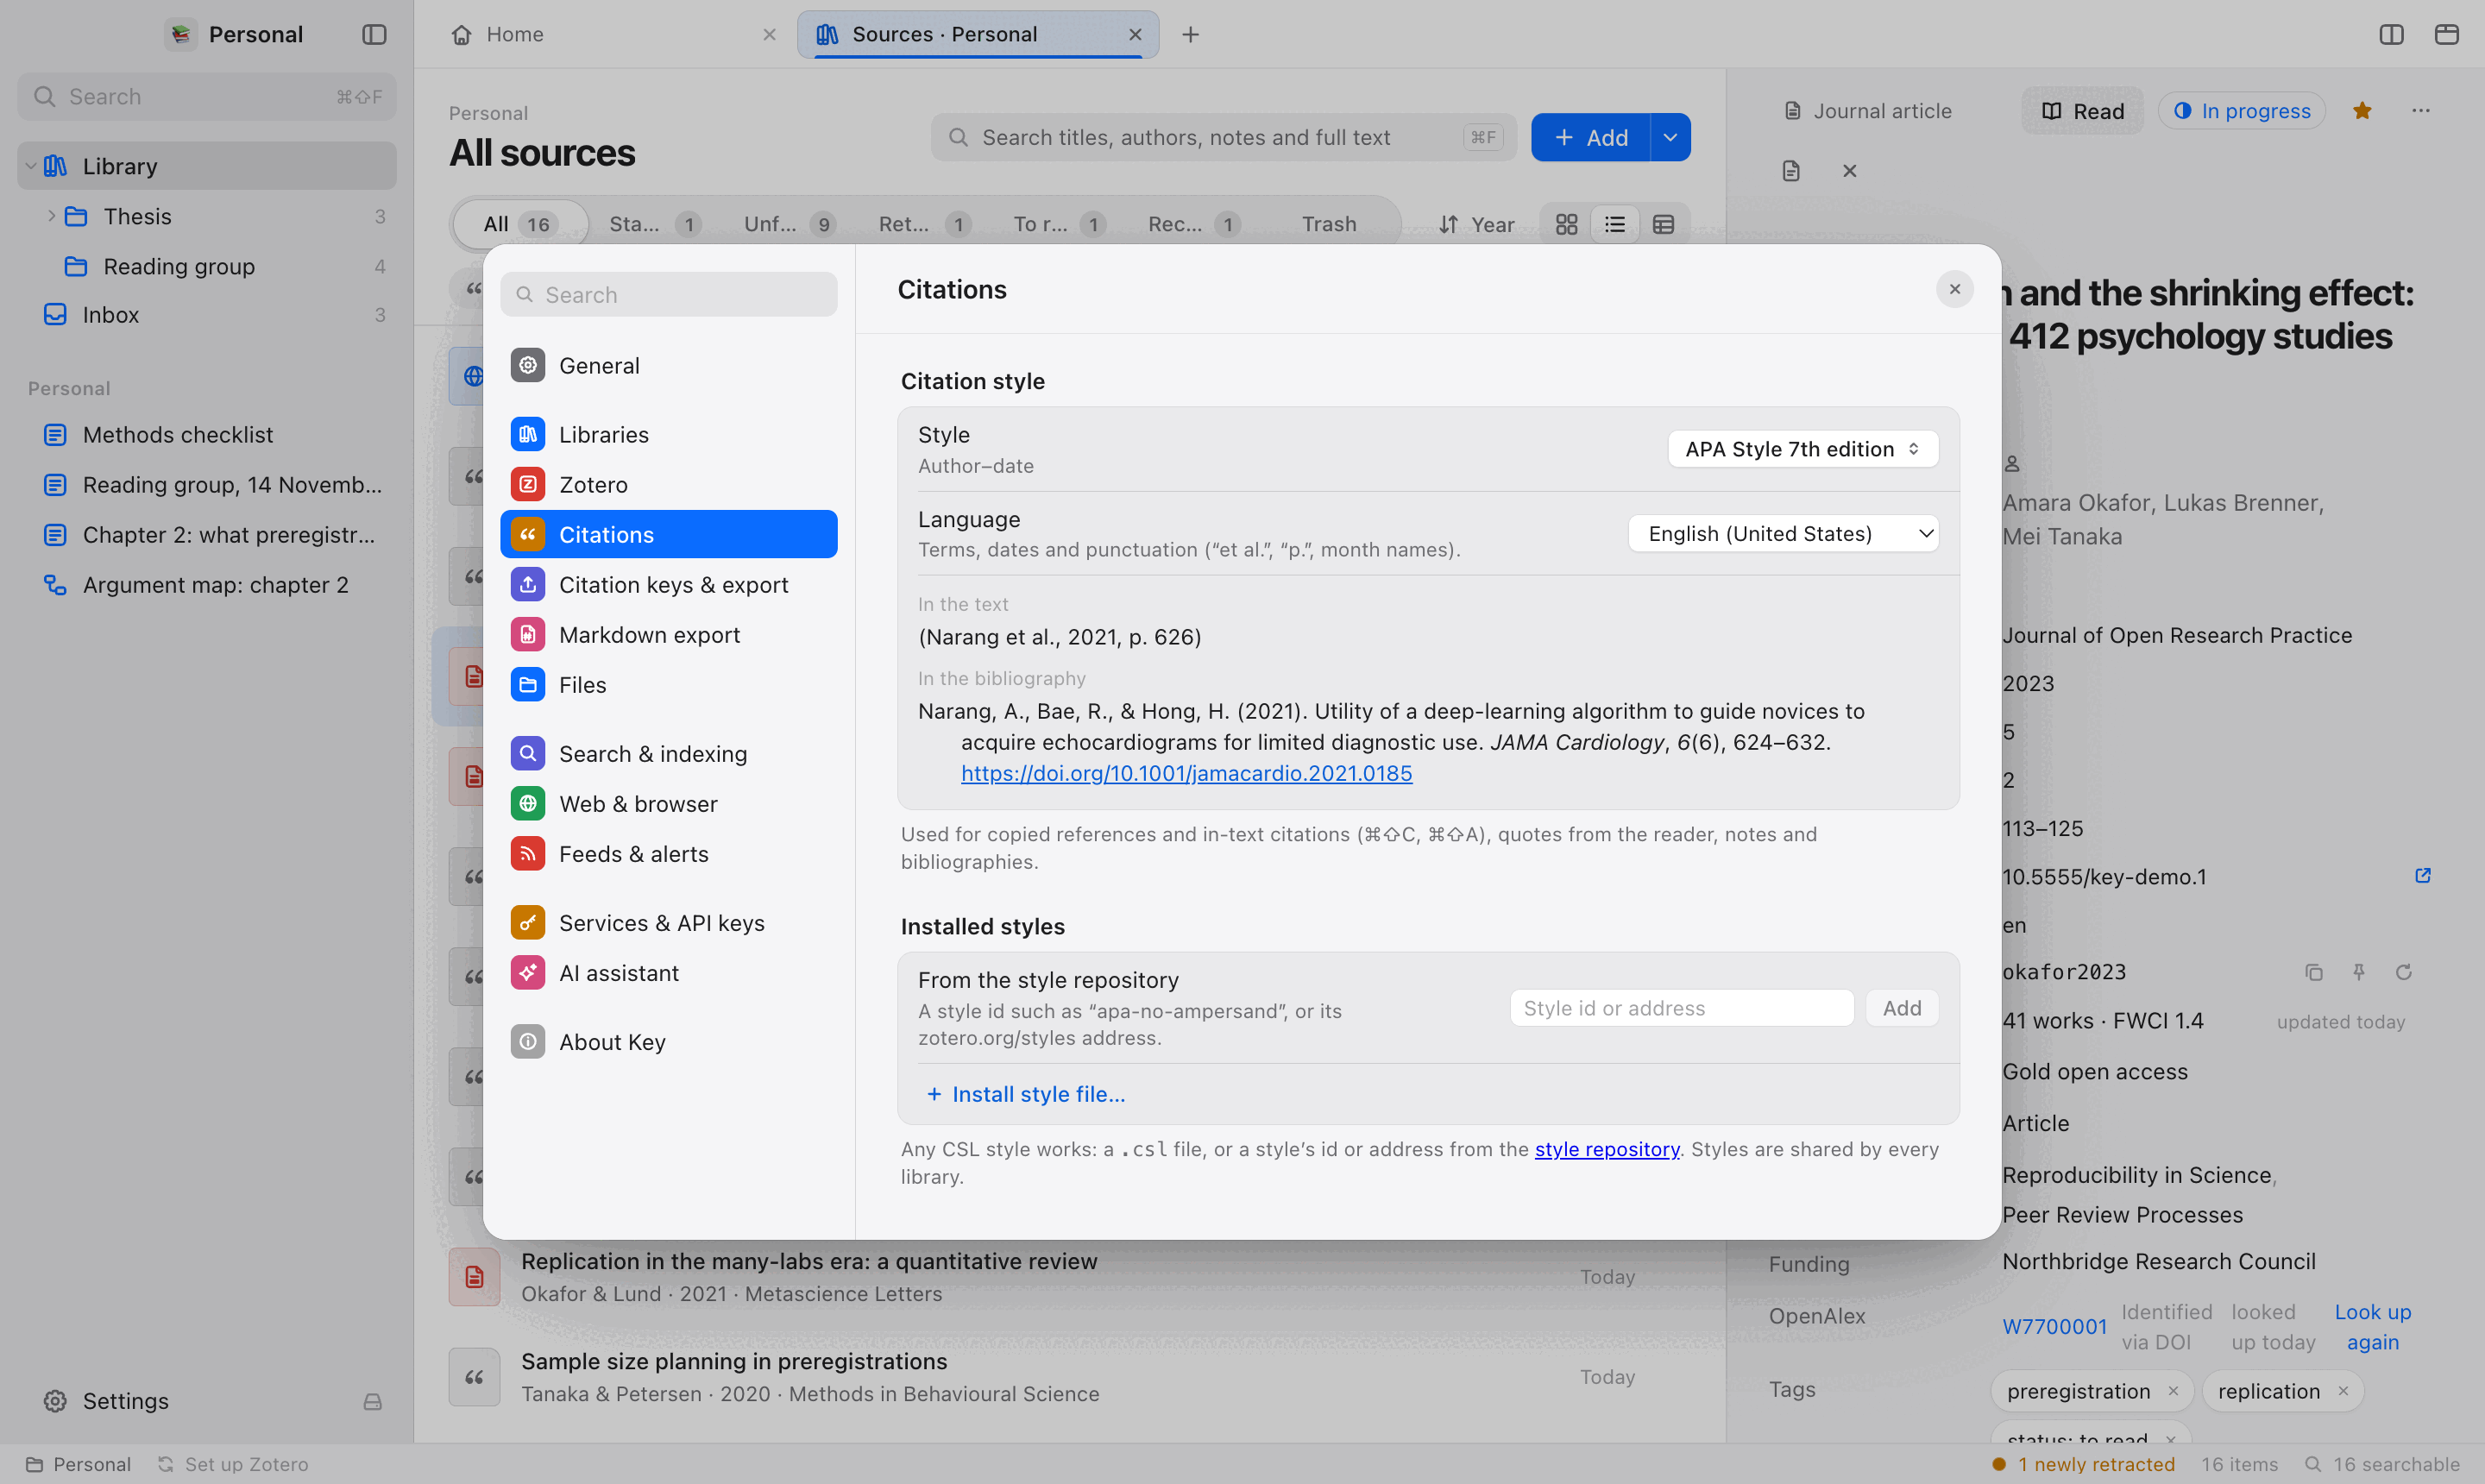 Personal
Search ⌘⇧F
Library
Thesis 3
Reading group 4
Inbox 3
Personal
Methods checklist
Reading group, 14 Novemb...
Chapter 2: what preregistr...
Argument map: chapter 2
Settings
Home
Sources · Personal
Personal
All sources
Search titles, authors, notes and full text ⌘F
Add
All 16
Sta... 1
Unf... 9
Ret... 1
To r... 1
Rec... 1
Trash
Year
Search
General
Libraries
Zotero
Citations
Citation keys & export
Markdown export
Files
Search & indexing
Web & browser
Feeds & alerts
Services & API keys
AI assistant
About Key
Citations
Citation style
Style
Author–date
APA Style 7th edition
Language
Terms, dates and punctuation (“et al.”, “p.”, month names).
English (United States)
In the text
(Narang et al., 2021, p. 626)
In the bibliography
Narang, A., Bae, R., & Hong, H. (2021). Utility of a deep-learning algorithm to guide novices to
acquire echocardiograms for limited diagnostic use. JAMA Cardiology, 6(6), 624–632.
https://doi.org/10.1001/jamacardio.2021.0185
Used for copied references and in-text citations (⌘⇧C, ⌘⇧A), quotes from the reader, notes and
bibliographies.
Installed styles
From the style repository
A style id such as “apa-no-ampersand”, or its
zotero.org/styles address.
Style id or address
Add
+ Install style file...
Any CSL style works: a .csl file, or a style’s id or address from the style repository. Styles are shared by every
library.
Replication in the many-labs era: a quantitative review
Okafor & Lund · 2021 · Metascience Letters
Today
Sample size planning in preregistrations
Tanaka & Petersen · 2020 · Methods in Behavioural Science
Today
Journal article
Read
In progress
and the shrinking effect:
412 psychology studies
Amara Okafor, Lukas Brenner,
Mei Tanaka
Journal of Open Research Practice
2023
5
2
113–125
10.5555/key-demo.1
en
okafor2023
41 works · FWCI 1.4 updated today
Gold open access
Article
Reproducibility in Science,
Peer Review Processes
Funding Northbridge Research Council
OpenAlex W7700001
Identified
via DOI
looked
up today
Look up
again
Tags preregistration × replication ×
status: to read ×
Personal
Set up Zotero
1 newly retracted
16 items
16 searchable